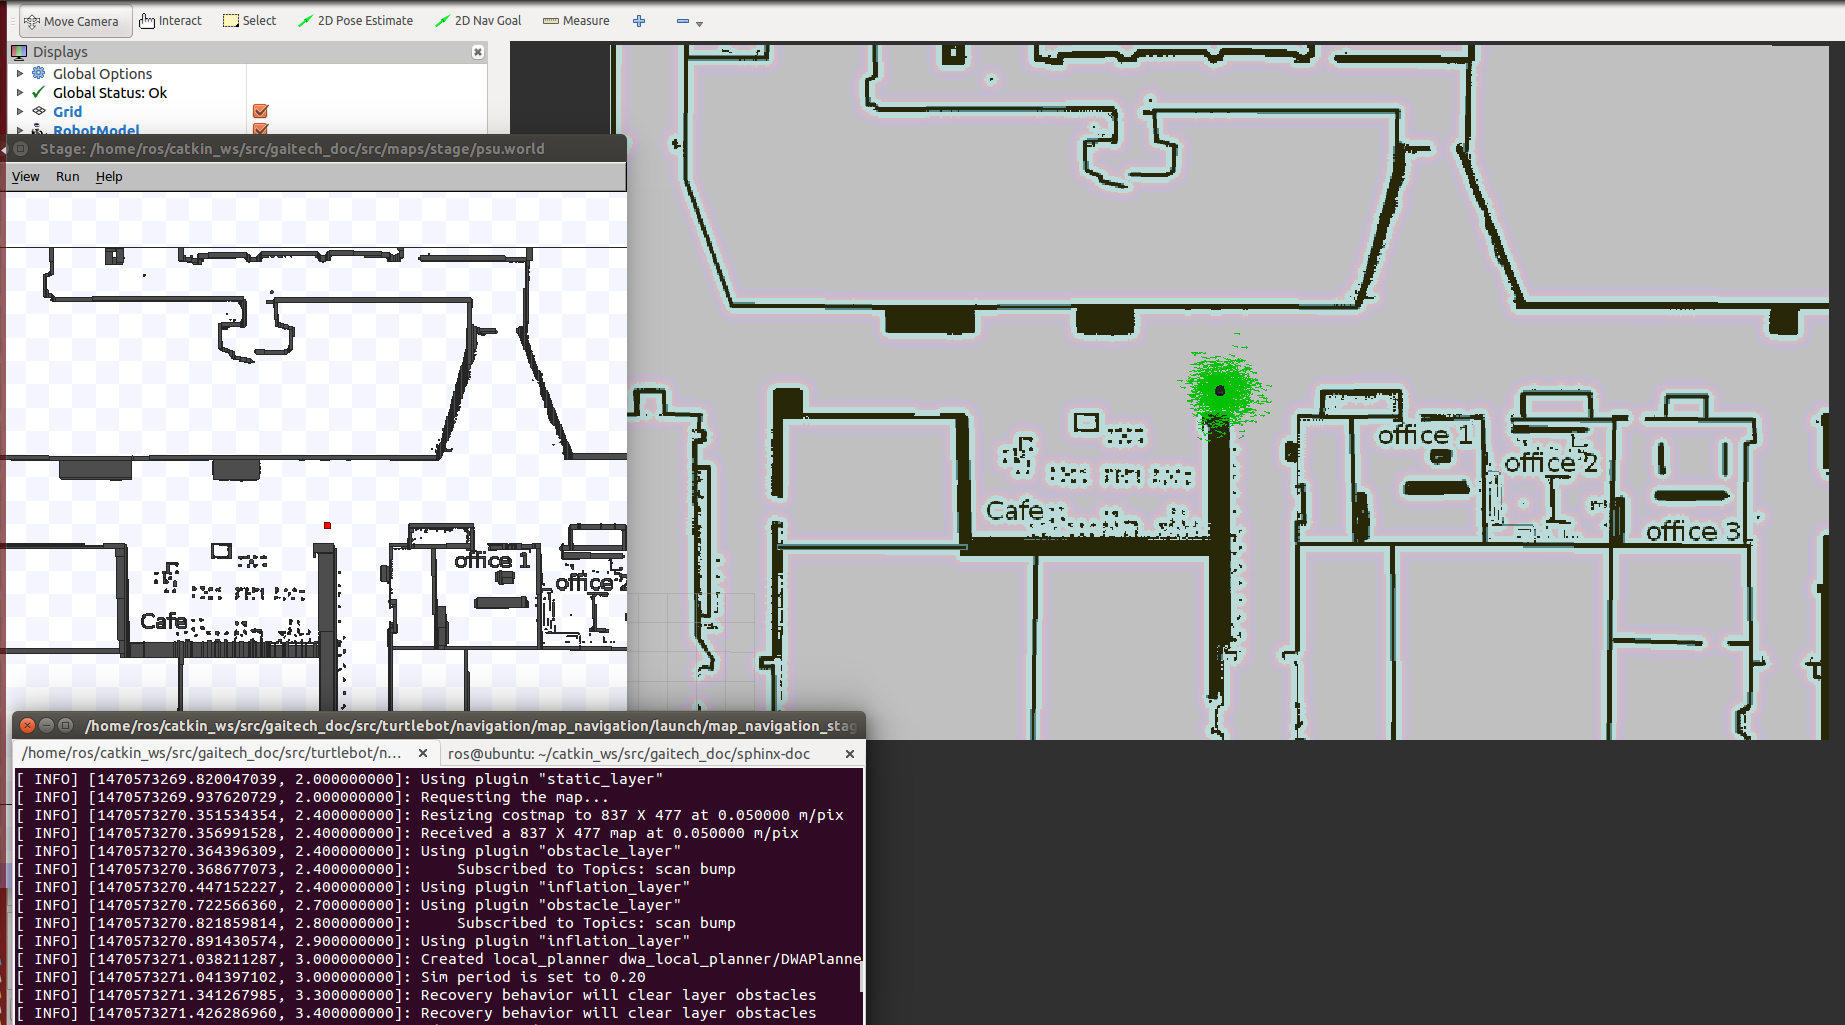 Move Camera Interact Select 2D Pose Estimate 2D Nav Goal Measure
Displays
Global Options
Global Status: Ok
Grid
RobotModel
Stage: /home/ros/catkin_ws/src/gaitech_doc/src/maps/stage/psu.world
View Run Help
office 1
office 2
Cafe
office 1
office 2
Cafe
office 3
/home/ros/catkin_ws/src/gaitech_doc/src/turtlebot/navigation/map_navigation/launch/map_navigation_stag
/home/ros/catkin_ws/src/gaitech_doc/src/turtlebot/n... ros@ubuntu: ~/catkin_ws/src/gaitech_doc/sphinx-doc
[ INFO] [1470573269.820047039, 2.000000000]: Using plugin "static_layer"
[ INFO] [1470573269.937620729, 2.000000000]: Requesting the map...
[ INFO] [1470573270.351534354, 2.400000000]: Resizing costmap to 837 X 477 at 0.050000 m/pix
[ INFO] [1470573270.356991528, 2.400000000]: Received a 837 X 477 map at 0.050000 m/pix
[ INFO] [1470573270.364396309, 2.400000000]: Using plugin "obstacle_layer"
[ INFO] [1470573270.368677073, 2.400000000]:     Subscribed to Topics: scan bump
[ INFO] [1470573270.447152227, 2.400000000]: Using plugin "inflation_layer"
[ INFO] [1470573270.722566360, 2.700000000]: Using plugin "obstacle_layer"
[ INFO] [1470573270.821859814, 2.800000000]:     Subscribed to Topics: scan bump
[ INFO] [1470573270.891430574, 2.900000000]: Using plugin "inflation_layer"
[ INFO] [1470573271.038211287, 3.000000000]: Created local_planner dwa_local_planner/DWAPlanne
[ INFO] [1470573271.041397102, 3.000000000]: Sim period is set to 0.20
[ INFO] [1470573271.341267985, 3.300000000]: Recovery behavior will clear layer obstacles
[ INFO] [1470573271.426286960, 3.400000000]: Recovery behavior will clear layer obstacles